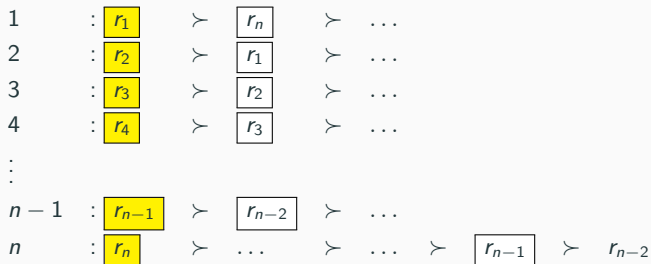 1 : r₁ ≻ rₙ ≻ …
2 : r₂ ≻ r₁ ≻ …
3 : r₃ ≻ r₂ ≻ …
4 : r₄ ≻ r₃ ≻ …
⋮
n − 1 : rₙ₋₁ ≻ rₙ₋₂ ≻ …
n : rₙ ≻ … ≻ … ≻ rₙ₋₁ ≻ rₙ₋₂